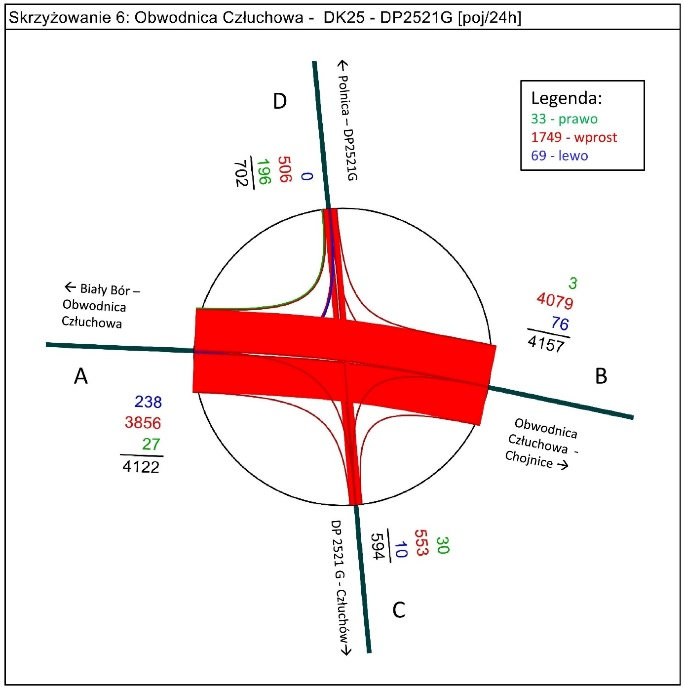 Skrzyżowanie 6: Obwodnica Człuchowa - DK25 - DP2521G [poj/24h]
D
← Polnica – DP2521G
Legenda:
33 - prawo
1749 - wprost
69 - lewo
0
506
196
702
← Biały Bór –
Obwodnica
Człuchowa
A
238
3856
27
4122
3
4079
76
4157
B
Obwodnica
Człuchowa -
Chojnice →
DP 2521 G - Człuchów→
30
553
10
594
C